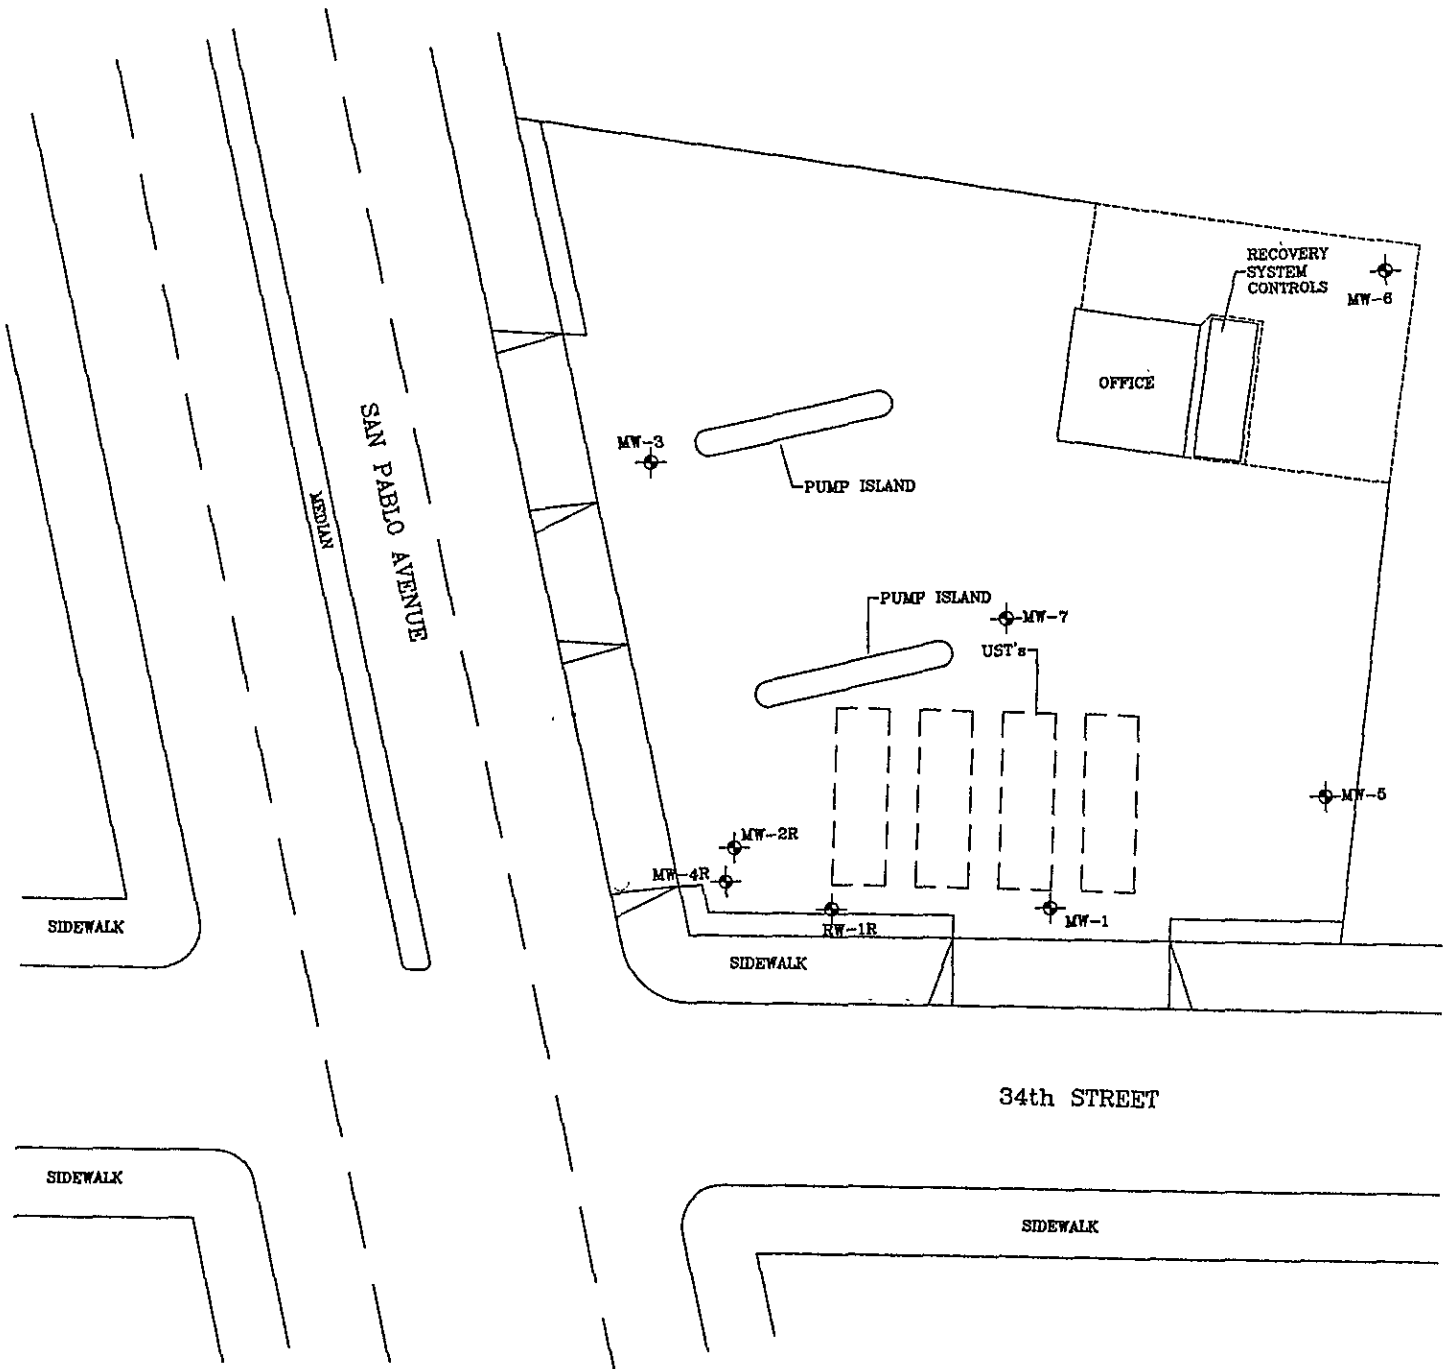 RECOVERY
SYSTEM
CONTROLS
MW-6
OFFICE
MW-3
PUMP ISLAND
SAN PABLO AVENUE
MEDIAN
PUMP ISLAND
MW-7
UST's
MW-5
MW-2R
MW-4R
RW-1R
MW-1
SIDEWALK
SIDEWALK
34th STREET
SIDEWALK
SIDEWALK